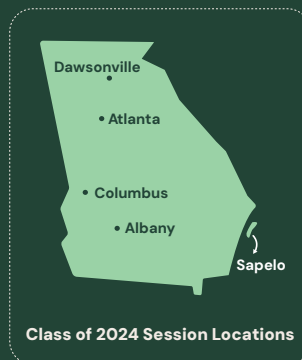 Dawsonville
Atlanta
Columbus
Albany
Sapelo
Class of 2024 Session Locations